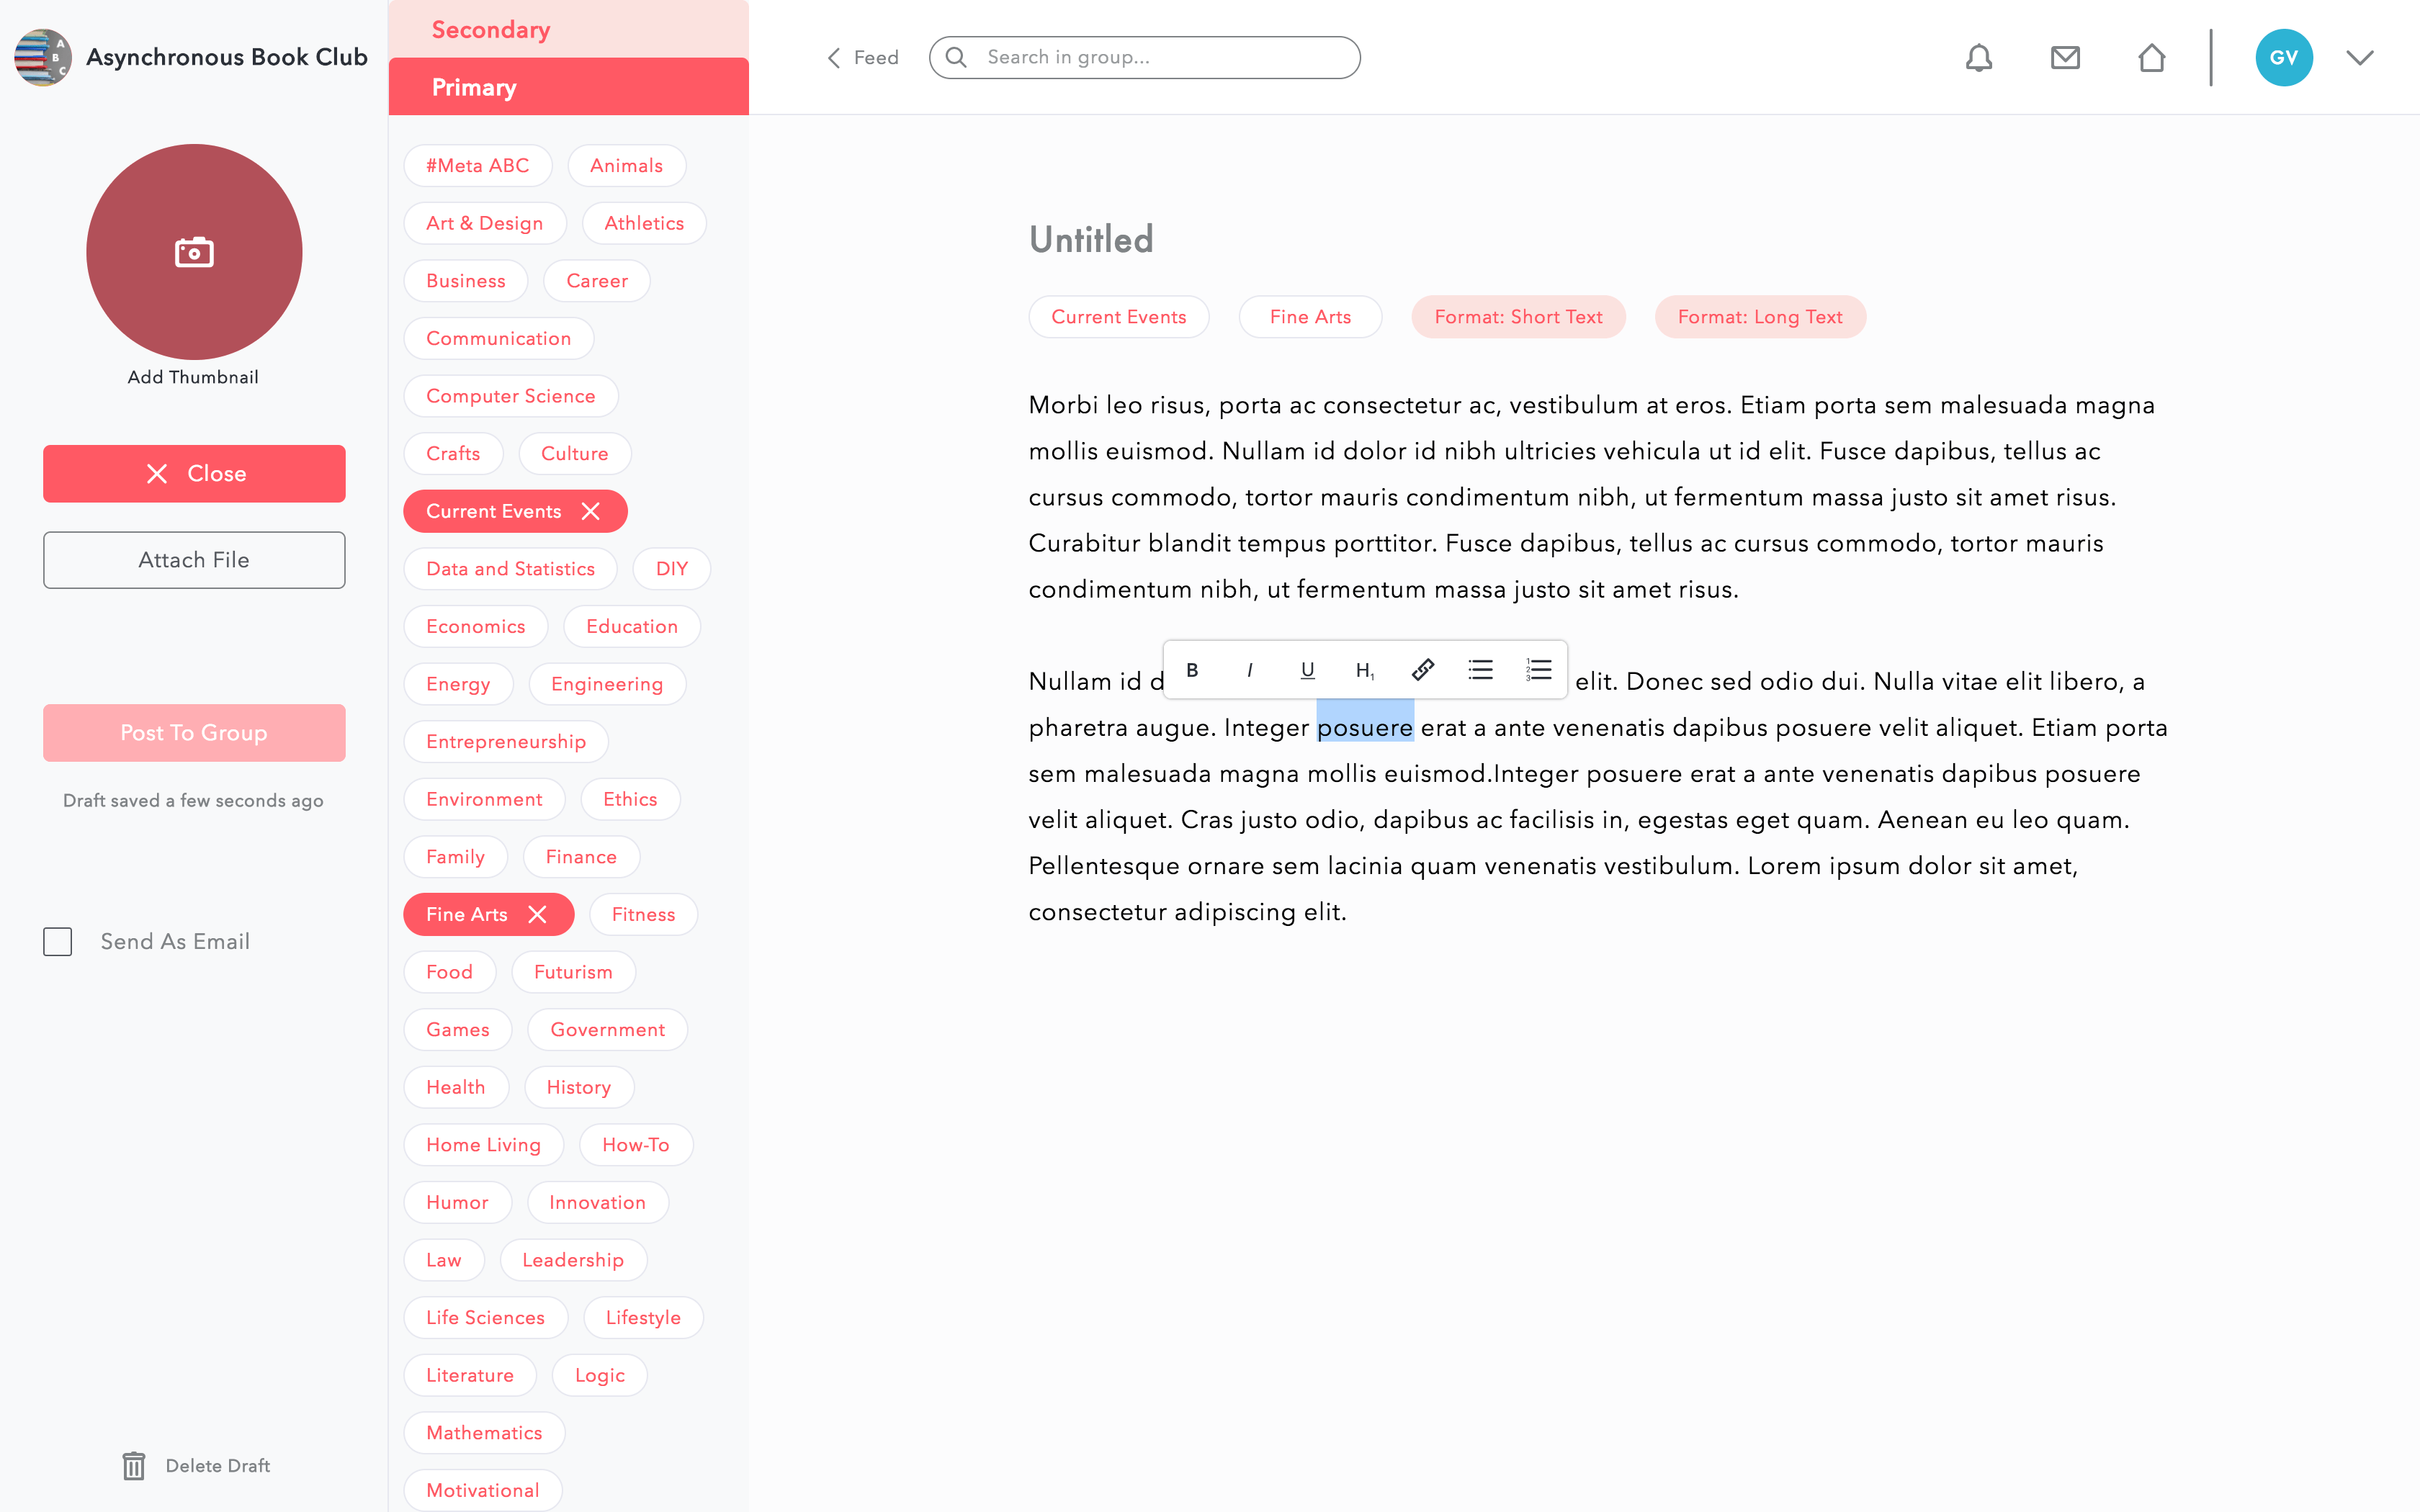 Asynchronous Book Club
Add Thumbnail
Close
Attach File
Post To Group
Draft saved a few seconds ago
Send As Email
Delete Draft
Secondary
Primary
#Meta ABC Animals
Art & Design Athletics
Business Career
Communication
Computer Science
Crafts Culture
Current Events
Data and Statistics DIY
Economics Education
Energy Engineering
Entrepreneurship
Environment Ethics
Family Finance
Fine Arts Fitness
Food Futurism
Games Government
Health History
Home Living How-To
Humor Innovation
Law Leadership
Life Sciences Lifestyle
Literature Logic
Mathematics
Motivational
Feed
Search in group...
GV
Untitled
Current Events Fine Arts Format: Short Text Format: Long Text
Morbi leo risus, porta ac consectetur ac, vestibulum at eros. Etiam porta sem malesuada magna
mollis euismod. Nullam id dolor id nibh ultricies vehicula ut id elit. Fusce dapibus, tellus ac
cursus commodo, tortor mauris condimentum nibh, ut fermentum massa justo sit amet risus.
Curabitur blandit tempus porttitor. Fusce dapibus, tellus ac cursus commodo, tortor mauris
condimentum nibh, ut fermentum massa justo sit amet risus.
B I U H1
Nullam id d elit. Donec sed odio dui. Nulla vitae elit libero, a
pharetra augue. Integer posuere erat a ante venenatis dapibus posuere velit aliquet. Etiam porta
sem malesuada magna mollis euismod.Integer posuere erat a ante venenatis dapibus posuere
velit aliquet. Cras justo odio, dapibus ac facilisis in, egestas eget quam. Aenean eu leo quam.
Pellentesque ornare sem lacinia quam venenatis vestibulum. Lorem ipsum dolor sit amet,
consectetur adipiscing elit.